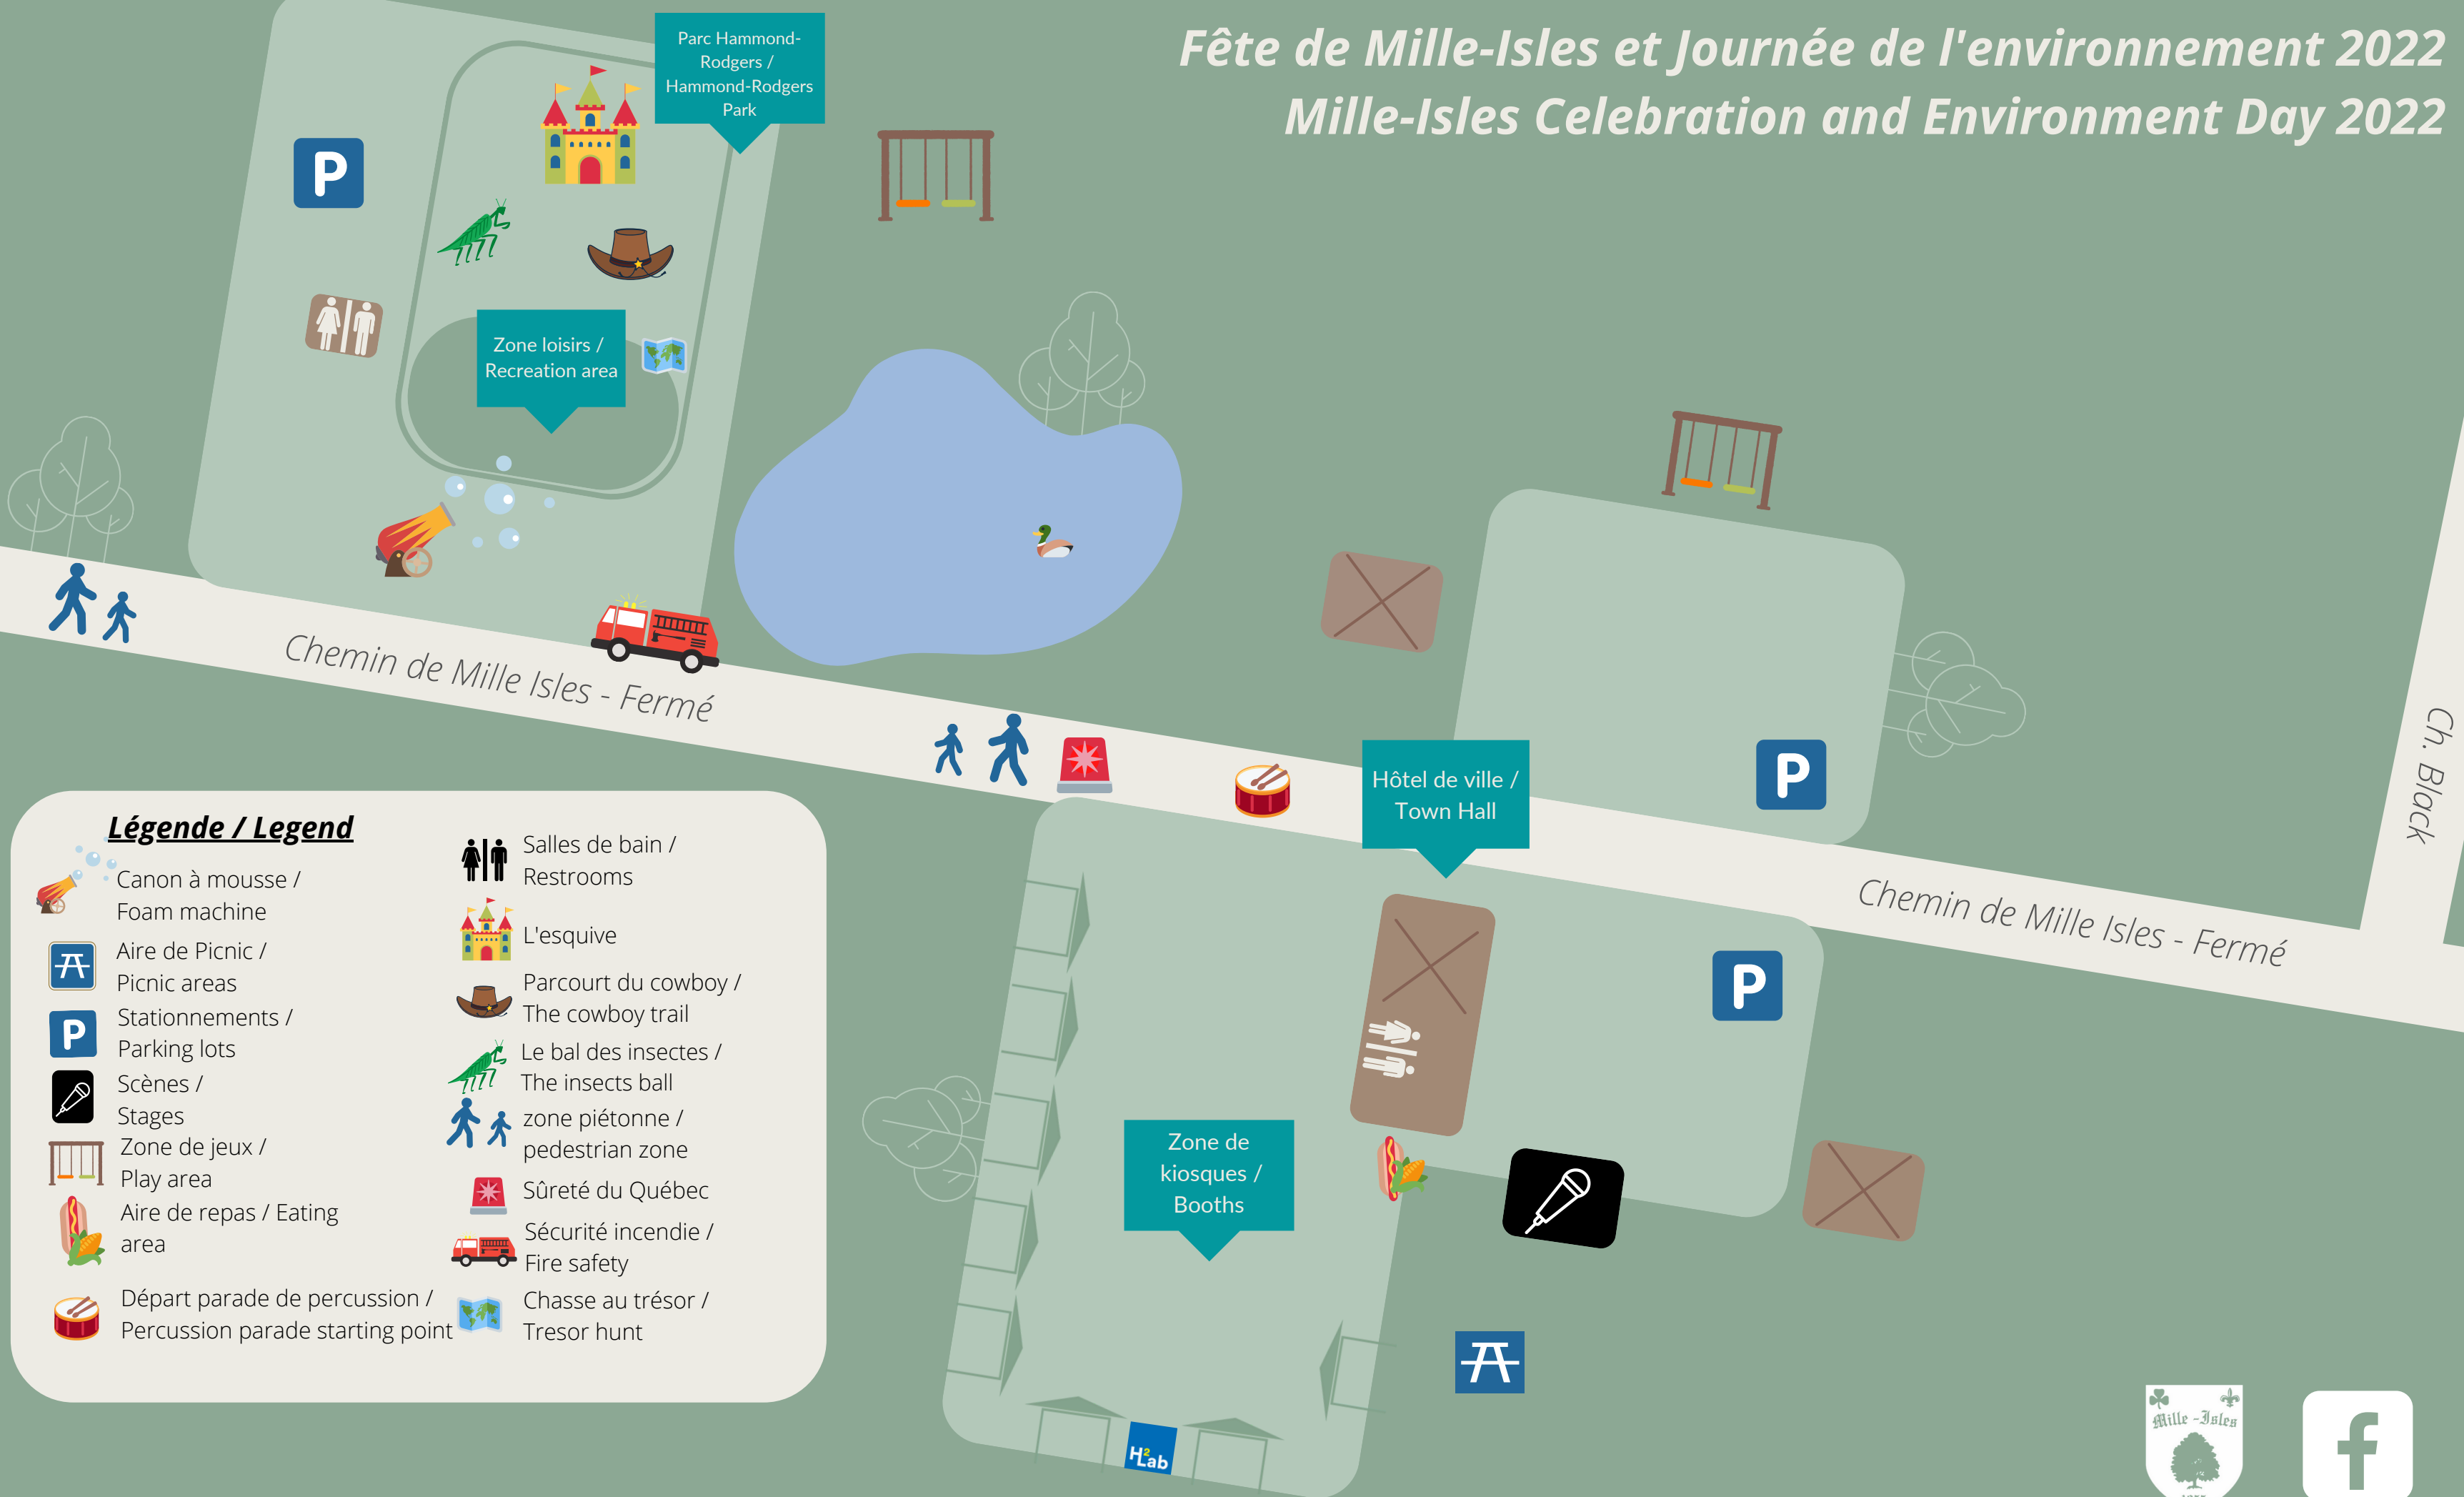 Fête de Mille-Isles et Journée de l'environnement 2022
Mille-Isles Celebration and Environment Day 2022
Parc Hammond-
Rodgers /
Hammond-Rodgers
Park
P
Zone loisirs /
Recreation area
Chemin de Mille Isles - Fermé
Hôtel de ville /
Town Hall
P
Ch. Black
Chemin de Mille Isles - Fermé
P
Zone de
kiosques /
Booths
H2Lab
Légende / Legend
Canon à mousse /
Foam machine
Aire de Picnic /
Picnic areas
P
Stationnements /
Parking lots
Scènes /
Stages
Zone de jeux /
Play area
Aire de repas / Eating
area
Départ parade de percussion /
Percussion parade starting point
Salles de bain /
Restrooms
L'esquive
Parcourt du cowboy /
The cowboy trail
Le bal des insectes /
The insects ball
zone piétonne /
pedestrian zone
Sûreté du Québec
Sécurité incendie /
Fire safety
Chasse au trésor /
Tresor hunt
Mille-Isles
f